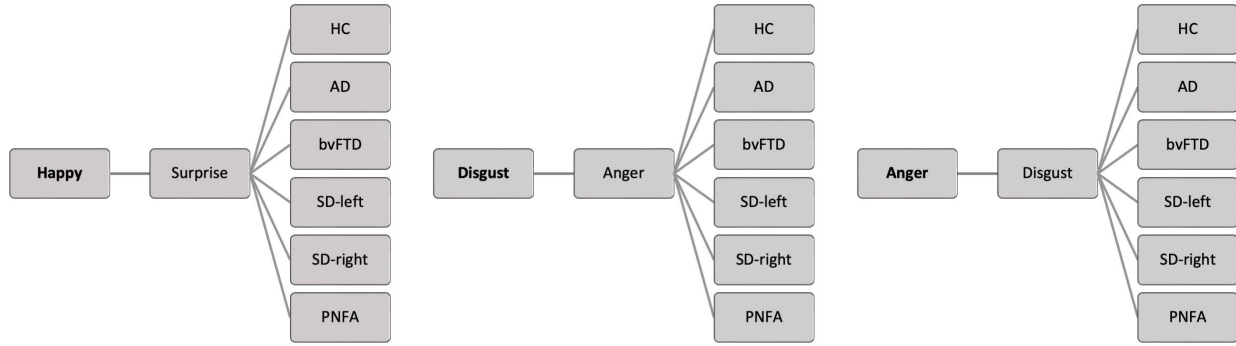 Happy
Surprise
HC
AD
bvFTD
SD-left
SD-right
PNFA
Disgust
Anger
HC
AD
bvFTD
SD-left
SD-right
PNFA
Anger
Disgust
HC
AD
bvFTD
SD-left
SD-right
PNFA